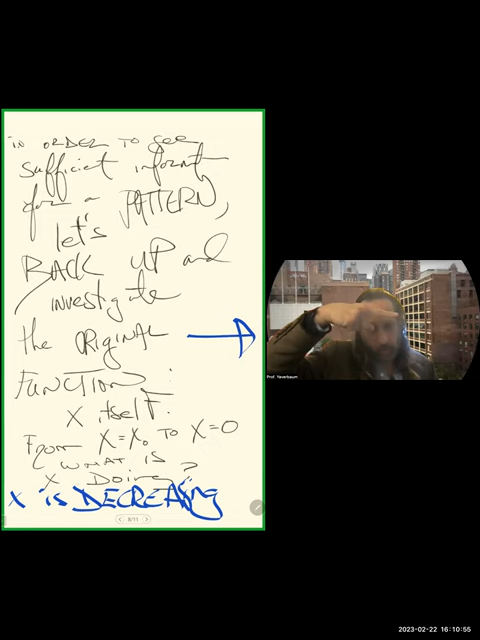 in ORDER TO see
sufficient informat
for a PATTERN,
let's
BACK UP and
investigate
the ORIGINAL
FUNCTION:
X itself.
From X=X₀ TO X=0
WHAT IS
X Doing?
X is DECREASING
8/11
Prof. Yaverbaum
2023-02-22 16:10:55